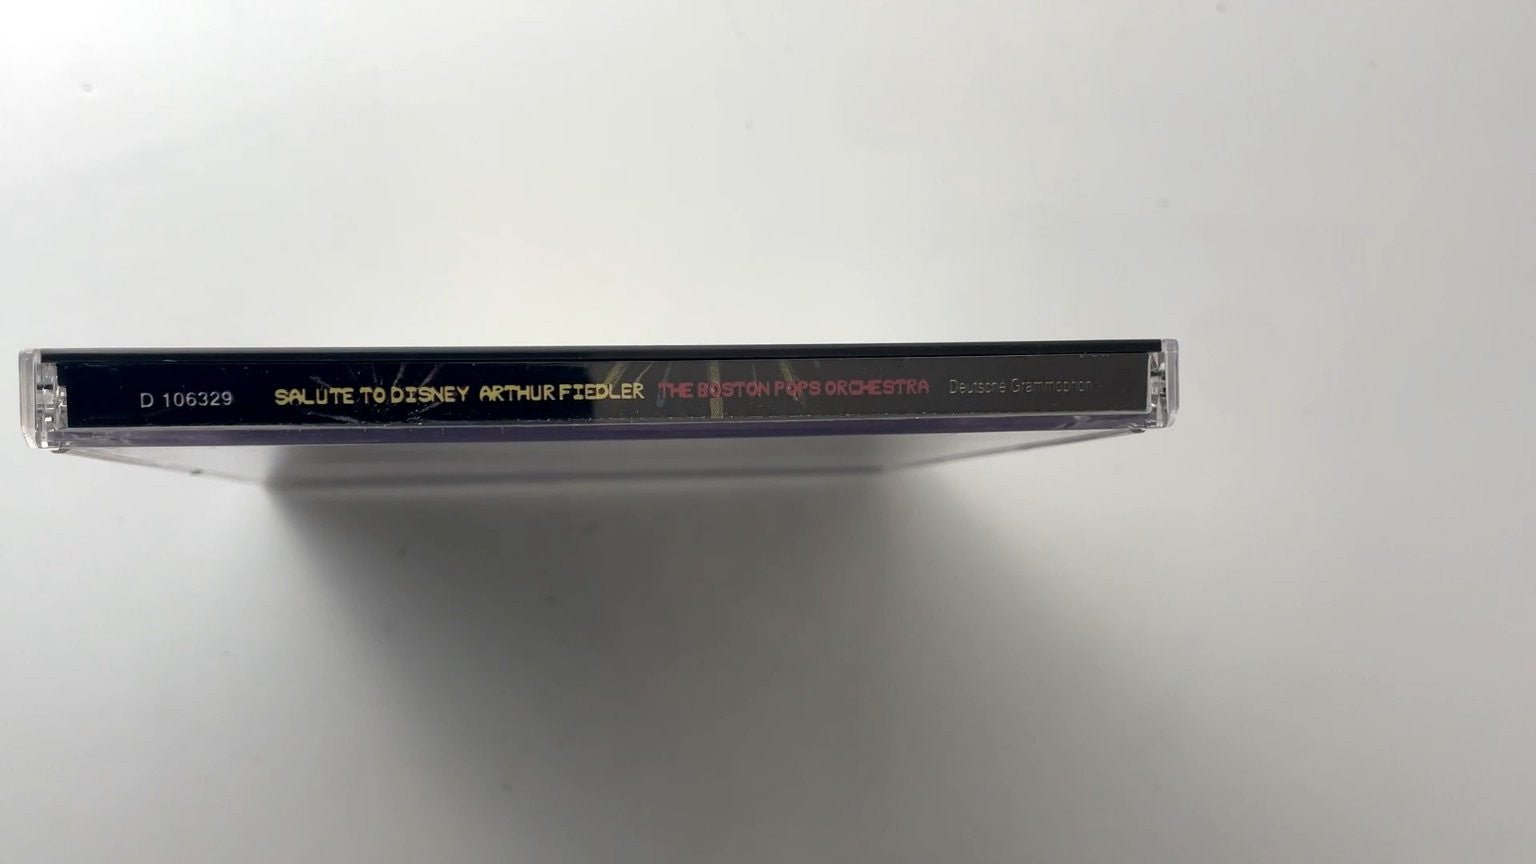 D 106329 SALUTE TO DISNEY ARTHUR FIEDLER THE BOSTON POPS ORCHESTRA Deutsche Grammophon